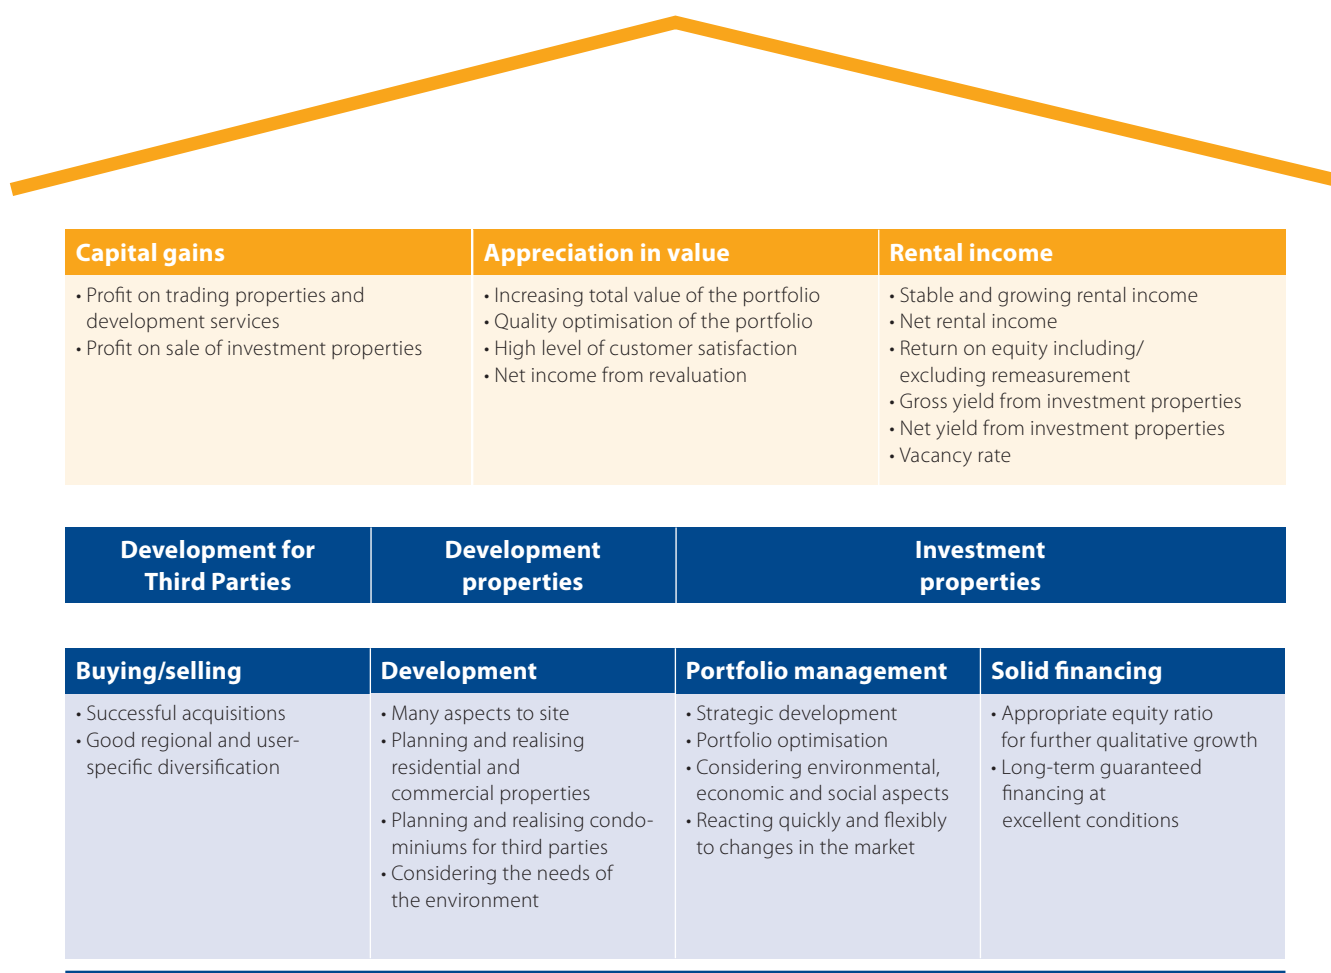 Capital gains
• Profit on trading properties and
development services
• Profit on sale of investment properties
Appreciation in value
• Increasing total value of the portfolio
• Quality optimisation of the portfolio
• High level of customer satisfaction
• Net income from revaluation
Rental income
• Stable and growing rental income
• Net rental income
• Return on equity including/
excluding remeasurement
• Gross yield from investment properties
• Net yield from investment properties
• Vacancy rate
Development for
Third Parties
Development
properties
Investment
properties
Buying/selling
• Successful acquisitions
• Good regional and user-
specific diversification
Development
• Many aspects to site
• Planning and realising
residential and
commercial properties
• Planning and realising condo-
miniums for third parties
• Considering the needs of
the environment
Portfolio management
• Strategic development
• Portfolio optimisation
• Considering environmental,
economic and social aspects
• Reacting quickly and flexibly
to changes in the market
Solid financing
• Appropriate equity ratio
for further qualitative growth
• Long-term guaranteed
financing at
excellent conditions